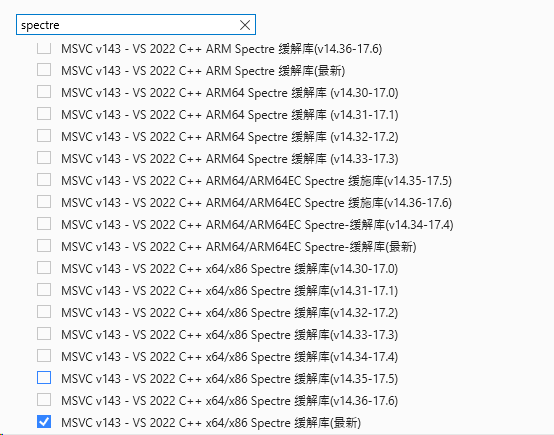 spectre
MSVC v143 - VS 2022 C++ ARM Spectre 缓解库(v14.36-17.6)
MSVC v143 - VS 2022 C++ ARM Spectre 缓解库(最新)
MSVC v143 - VS 2022 C++ ARM64 Spectre 缓解库 (v14.30-17.0)
MSVC v143 - VS 2022 C++ ARM64 Spectre 缓解库 (v14.31-17.1)
MSVC v143 - VS 2022 C++ ARM64 Spectre 缓解库 (v14.32-17.2)
MSVC v143 - VS 2022 C++ ARM64 Spectre 缓解库 (v14.33-17.3)
MSVC v143 - VS 2022 C++ ARM64/ARM64EC Spectre 缓施库(v14.35-17.5)
MSVC v143 - VS 2022 C++ ARM64/ARM64EC Spectre 缓施库(v14.36-17.6)
MSVC v143 - VS 2022 C++ ARM64/ARM64EC Spectre-缓解库(v14.34-17.4)
MSVC v143 - VS 2022 C++ ARM64/ARM64EC Spectre-缓解库(最新)
MSVC v143 - VS 2022 C++ x64/x86 Spectre 缓解库(v14.30-17.0)
MSVC v143 - VS 2022 C++ x64/x86 Spectre 缓解库(v14.31-17.1)
MSVC v143 - VS 2022 C++ x64/x86 Spectre 缓解库(v14.32-17.2)
MSVC v143 - VS 2022 C++ x64/x86 Spectre 缓解库(v14.33-17.3)
MSVC v143 - VS 2022 C++ x64/x86 Spectre 缓解库(v14.34-17.4)
MSVC v143 - VS 2022 C++ x64/x86 Spectre 缓解库(v14.35-17.5)
MSVC v143 - VS 2022 C++ x64/x86 Spectre 缓解库(v14.36-17.6)
MSVC v143 - VS 2022 C++ x64/x86 Spectre 缓解库(最新)